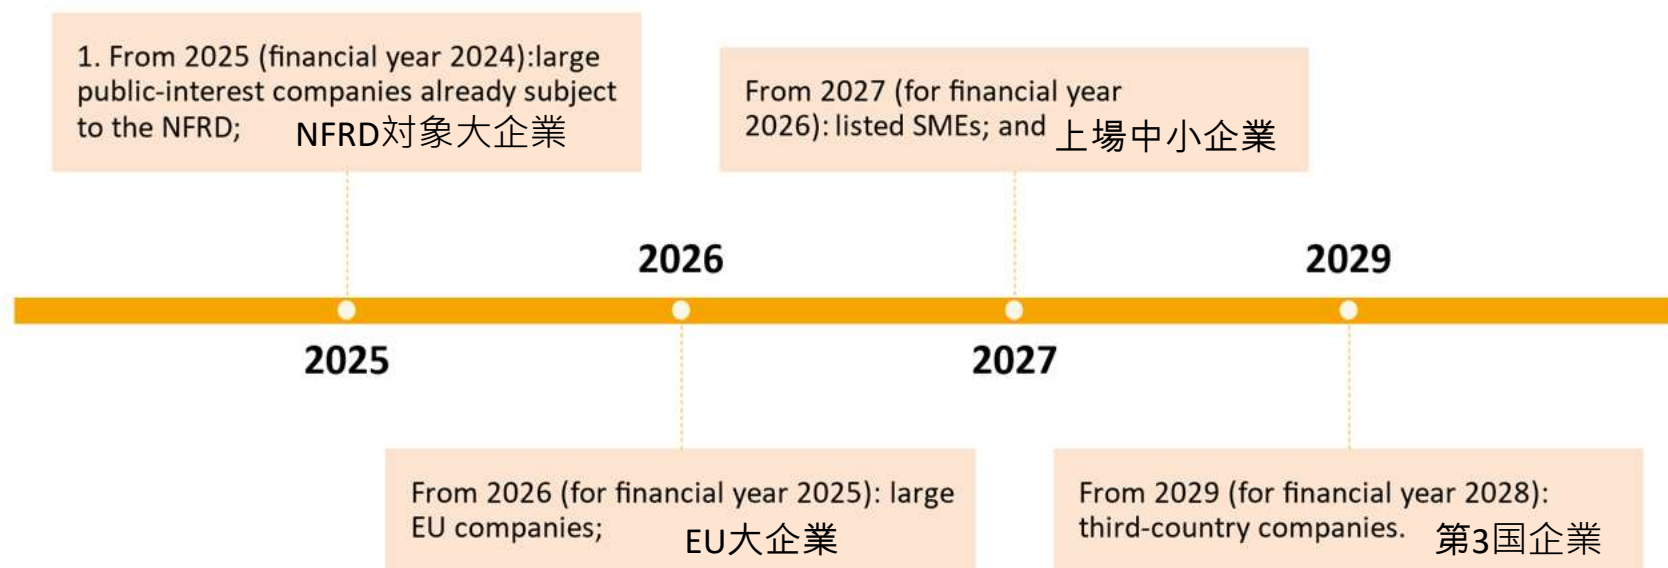 1. From 2025 (financial year 2024):large
public-interest companies already subject
to the NFRD;
NFRD対象大企業
From 2027 (for financial year
2026): listed SMEs; and
上場中小企業
2026
2029
2025
2027
From 2026 (for financial year 2025): large
EU companies;
EU大企業
From 2029 (for financial year 2028):
third-country companies.
第3国企業